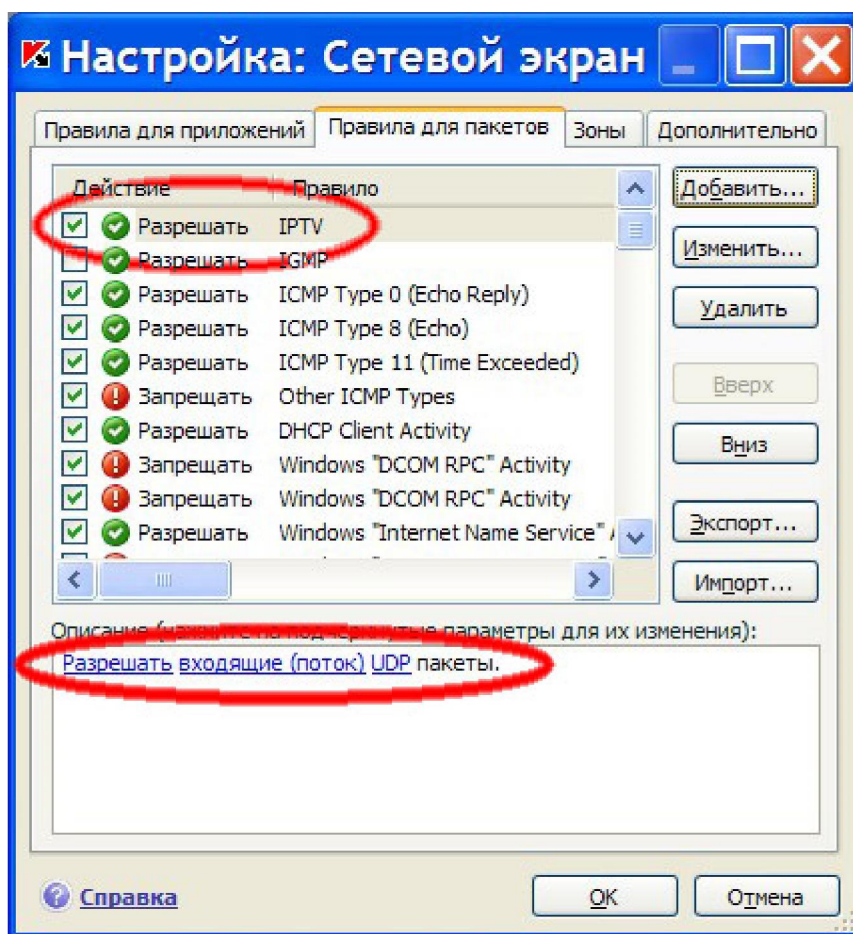 Настройка: Сетевой экран
Правила для приложений Правила для пакетов Зоны Дополнительно
Действие Правило
Разрешать IPTV
Разрешать IGMP
Разрешать ICMP Type 0 (Echo Reply)
Разрешать ICMP Type 8 (Echo)
Разрешать ICMP Type 11 (Time Exceeded)
Запрещать Other ICMP Types
Разрешать DHCP Client Activity
Запрещать Windows "DCOM RPC" Activity
Запрещать Windows "DCOM RPC" Activity
Разрешать Windows "Internet Name Service"
Добавить...
Изменить...
Удалить
Вверх
Вниз
Экспорт...
Импорт...
Описание (нажмите на подчеркнутые параметры для их изменения):
Разрешать входящие (поток) UDP пакеты.
Справка
OK
Отмена